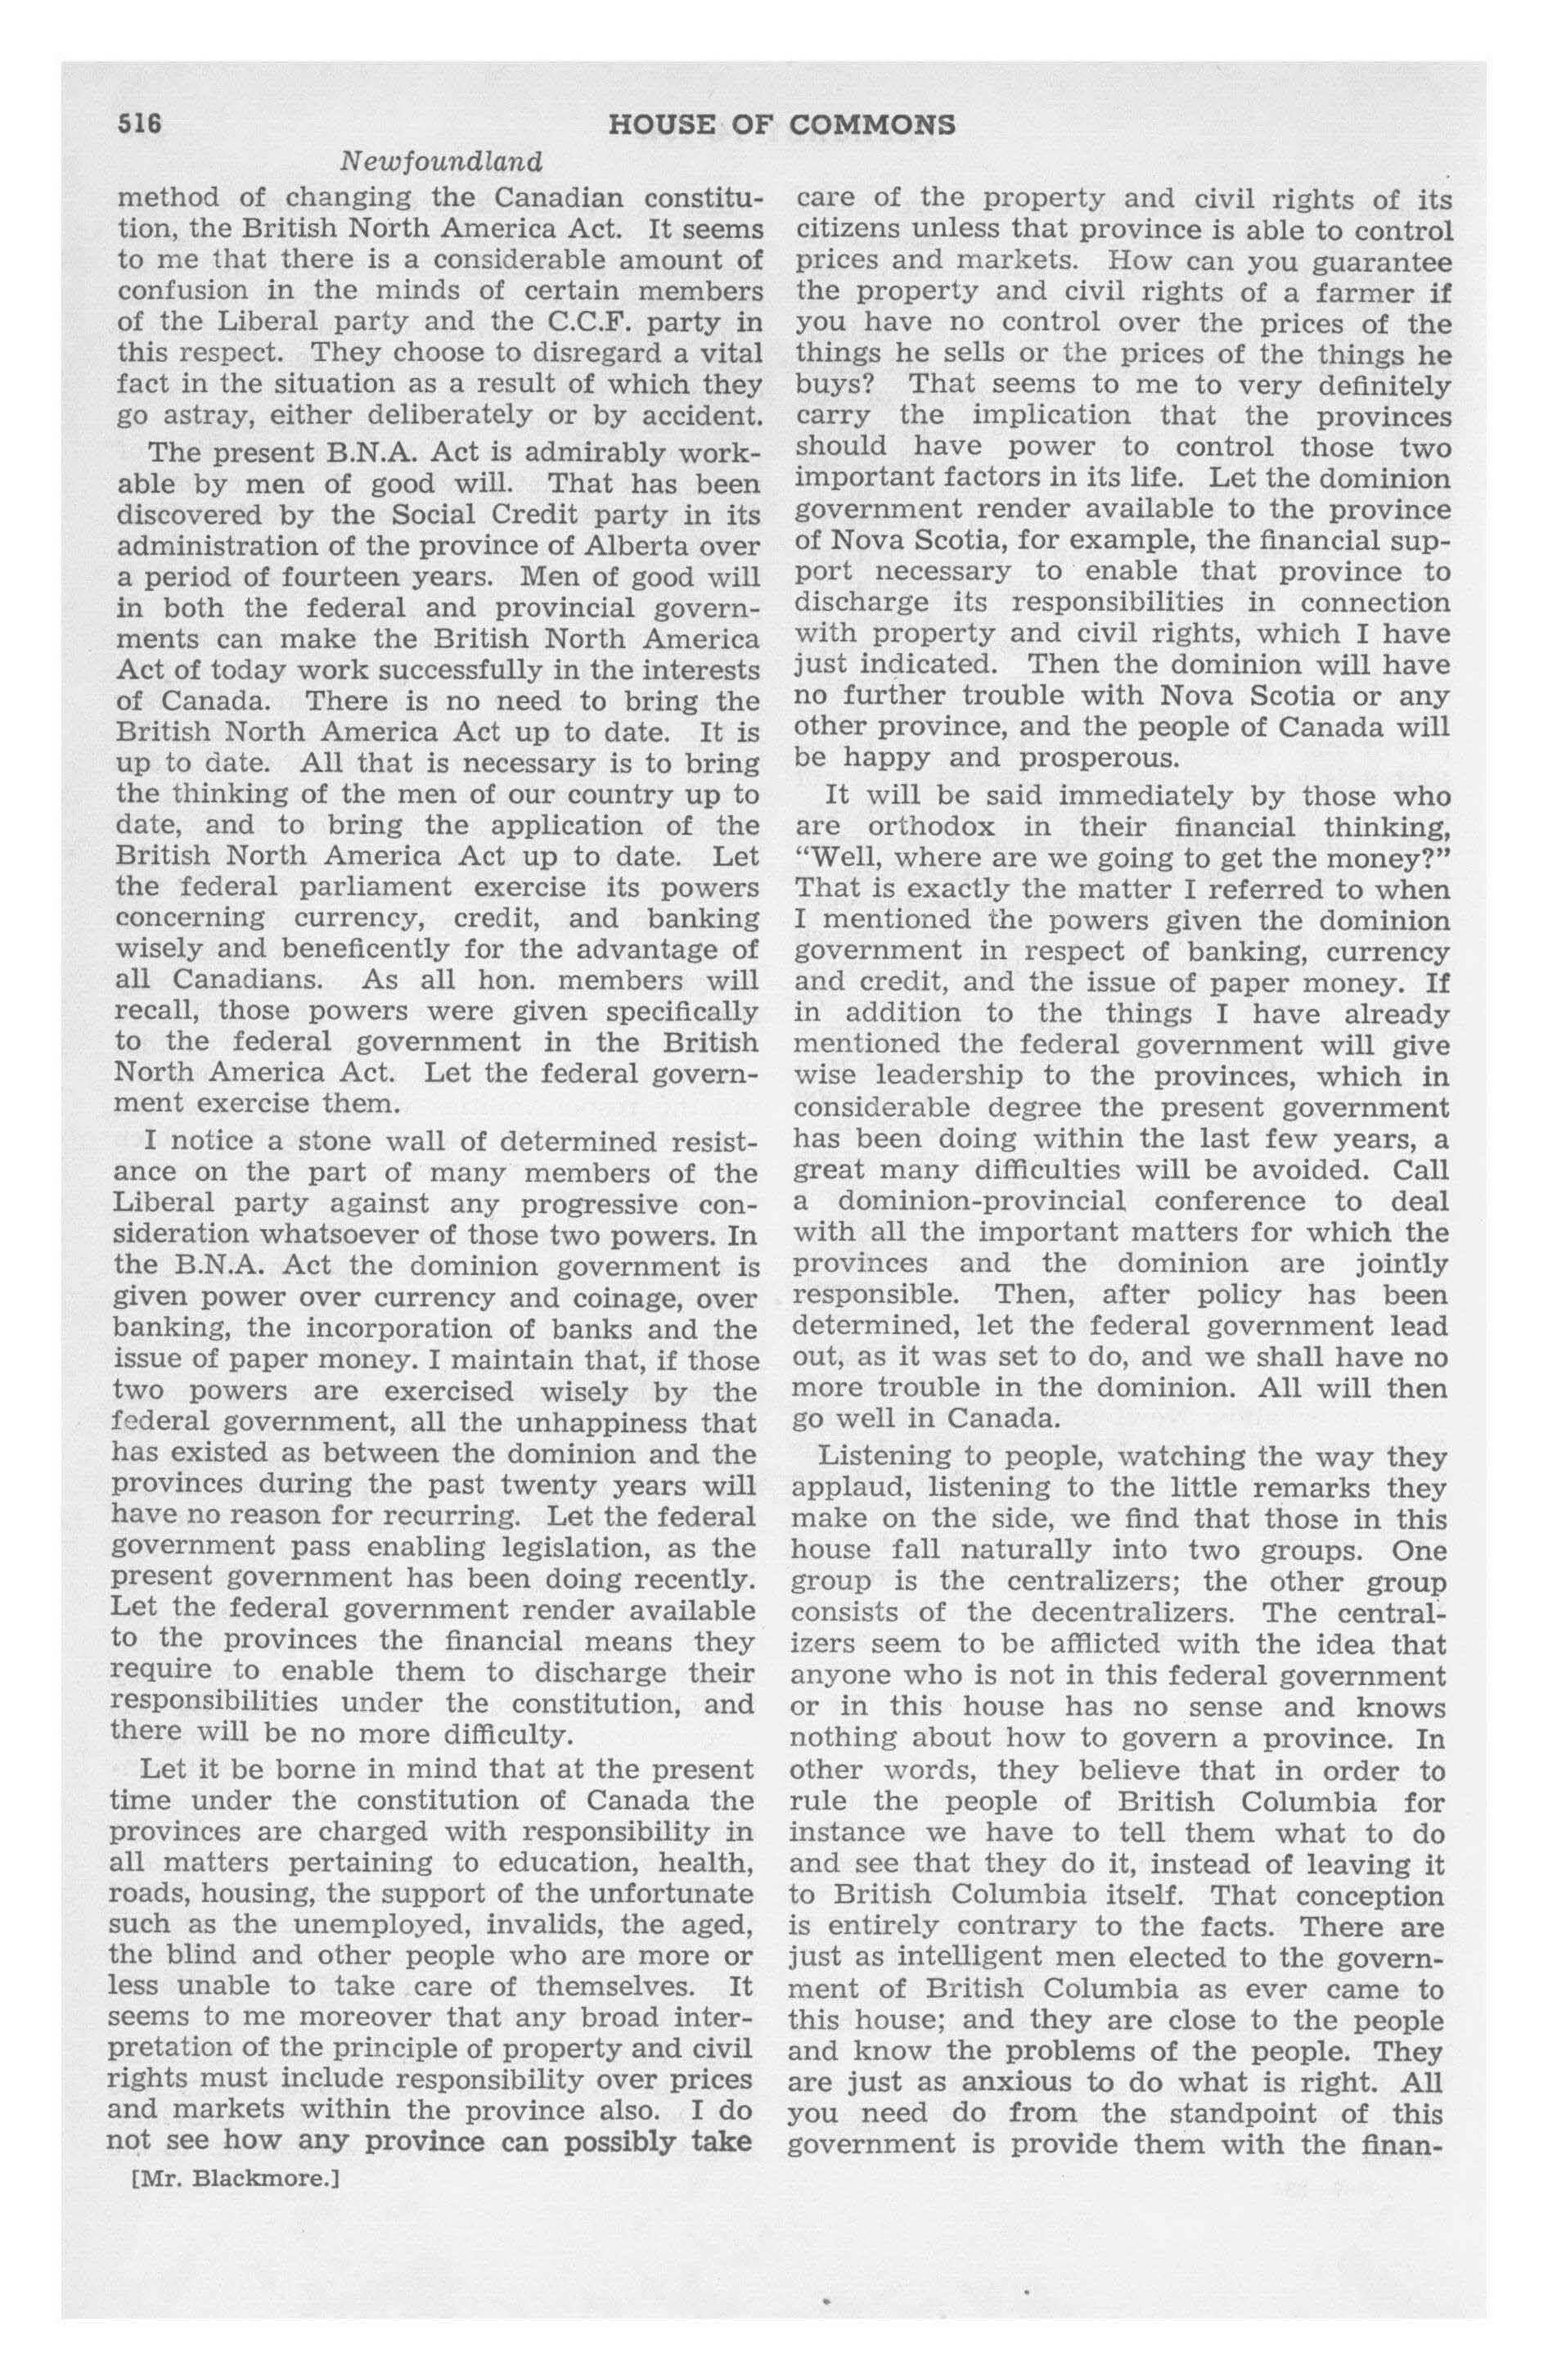 516
HOUSE OF COMMONS
Newfoundland
method of changing the Canadian constitu-
tion, the British North America Act. It seems
to me that there is a considerable amount of
confusion in the minds of certain members
of the Liberal party and the C.C.F. party in
this respect. They choose to disregard a vital
fact in the situation as a result of which they
go astray, either deliberately or by accident.
The present B.N.A. Act is admirably work-
able by men of good will. That has been
discovered by the Social Credit party in its
administration of the province of Alberta over
a period of fourteen years. Men of good will
in both the federal and provincial govern-
ments can make the British North America
Act of today work successfully in the interests
of Canada. There is no need to bring the
British North America Act up to date. It is
up to date. All that is necessary is to bring
the thinking of the men of our country up to
date, and to bring the application of the
British North America Act up to date. Let
the federal parliament exercise its powers
concerning currency, credit, and banking
wisely and beneficently for the advantage of
all Canadians. As all hon. members will
recall, those powers were given specifically
to the federal government in the British
North America Act. Let the federal govern-
ment exercise them.
I notice a stone wall of determined resist-
ance on the part of many members of the
Liberal party against any progressive con-
sideration whatsoever of those two powers. In
the B.N.A. Act the dominion government is
given power over currency and coinage, over
banking, the incorporation of banks and the
issue of paper money. I maintain that, if those
two powers are exercised wisely by the
federal government, all the unhappiness that
has existed as between the dominion and the
provinces during the past twenty years will
have no reason for recurring. Let the federal
government pass enabling legislation, as the
present government has been doing recently.
Let the federal government render available
to the provinces the financial means they
require to enable them to discharge their
responsibilities under the constitution, and
there will be no more difficulty.
Let it be borne in mind that at the present
time under the constitution of Canada the
provinces are charged with responsibility in
all matters pertaining to education, health,
roads, housing, the support of the unfortunate
such as the unemployed, invalids, the aged,
the blind and other people who are more or
less unable to take care of themselves. It
seems to me moreover that any broad inter-
pretation of the principle of property and civil
rights must include responsibility over prices
and markets within the province also. I do
not see how any province can possibly take
[Mr. Blackmore.]
care of the property and civil rights of its
citizens unless that province is able to control
prices and markets. How can you guarantee
the property and civil rights of a farmer if
you have no control over the prices of the
things he sells or the prices of the things he
buys? That seems to me to very definitely
carry the implication that the provinces
should have power to control those two
important factors in its life. Let the dominion
government render available to the province
of Nova Scotia, for example, the financial sup-
port necessary to enable that province to
discharge its responsibilities in connection
with property and civil rights, which I have
just indicated. Then the dominion will have
no further trouble with Nova Scotia or any
other province, and the people of Canada will
be happy and prosperous.
It will be said immediately by those who
are orthodox in their financial thinking,
"Well, where are we going to get the money?"
That is exactly the matter I referred to when
I mentioned the powers given the dominion
government in respect of banking, currency
and credit, and the issue of paper money. If
in addition to the things I have already
mentioned the federal government will give
wise leadership to the provinces, which in
considerable degree the present government
has been doing within the last few years, a
great many difficulties will be avoided. Call
a dominion-provincial conference to deal
with all the important matters for which the
provinces and the dominion are jointly
responsible. Then, after policy has been
determined, let the federal government lead
out, as it was set to do, and we shall have no
more trouble in the dominion. All will then
go well in Canada.
Listening to people, watching the way they
applaud, listening to the little remarks they
make on the side, we find that those in this
house fall naturally into two groups. One
group is the centralizers; the other group
consists of the decentralizers. The central-
izers seem to be afflicted with the idea that
anyone who is not in this federal government
or in this house has no sense and knows
nothing about how to govern a province. In
other words, they believe that in order to
rule the people of British Columbia for
instance we have to tell them what to do
and see that they do it, instead of leaving it
to British Columbia itself. That conception
is entirely contrary to the facts. There are
just as intelligent men elected to the govern-
ment of British Columbia as ever came to
this house; and they are close to the people
and know the problems of the people. They
are just as anxious to do what is right. All
you need do from the standpoint of this
government is provide them with the finan-